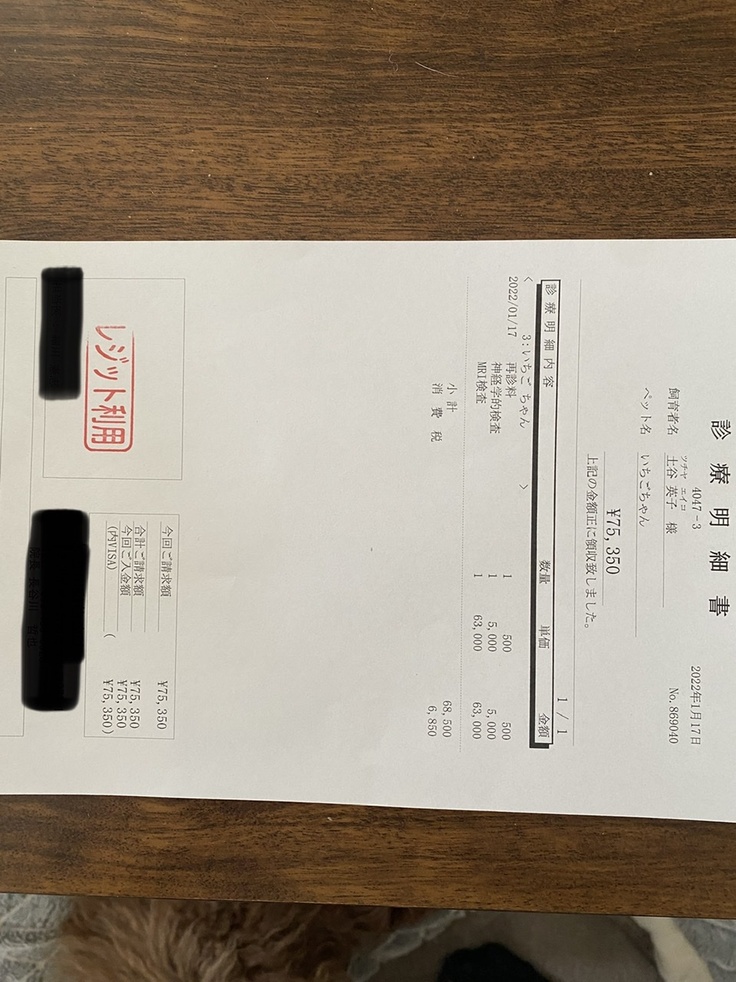 診療明細書
4047-3
2022年1月17日
No. 869040
ツチヤ エイコ
飼育者名 土谷 英子 様
ペット名 いちごちゃん
¥75,350
上記の金額正に領収致しました。
1 / 1
診療明細内容 数量 単価 金額
< 3:いちごちゃん >
2022/01/17 再診料 1 500 500
神経学的検査 1 5,000 5,000
MRI検査 1 63,000 63,000
小計 68,500
消費税 6,850
今回ご請求額 ¥75,350
合計ご請求額 ¥75,350
今回ご入金額 ¥75,350
(内VISA) ( ¥75,350)
レジット利用